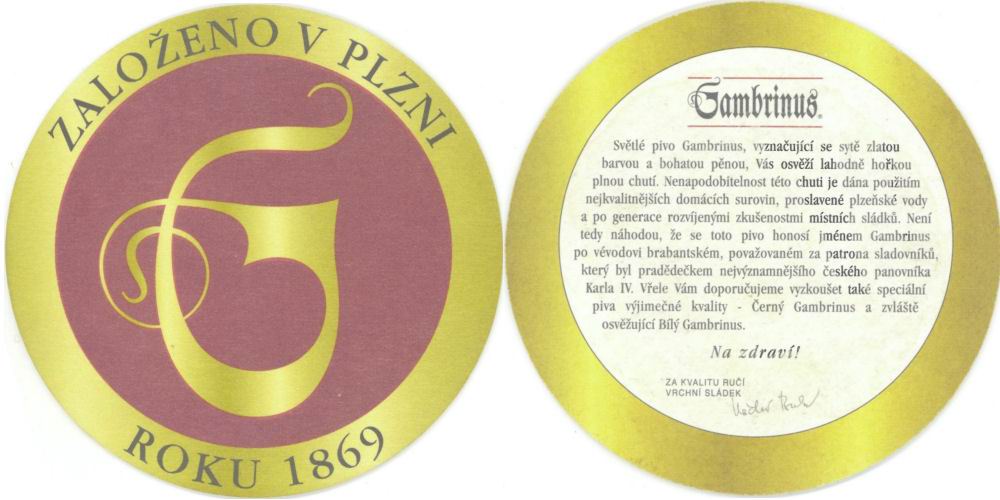 ZALOŽENO V PLZNI
ROKU 1869
Gambrinus®
Světlé pivo Gambrinus, vyznačující se sytě zlatou
barvou a bohatou pěnou, Vás osvěží lahodně hořkou
plnou chutí. Nenapodobitelnost této chuti je dána použitím
nejkvalitnějších domácích surovin, proslavené plzeňské vody
a po generace rozvíjenými zkušenostmi místních sládků. Není
tedy náhodou, že se toto pivo honosí jménem Gambrinus
po vévodovi brabantském, považovaném za patrona sladovníků,
který byl pradědečkem nejvýznamnějšího českého panovníka
Karla IV. Vřele Vám doporučujeme vyzkoušet také speciální
piva výjimečné kvality - Černý Gambrinus a zvláště
osvěžující Bílý Gambrinus.
Na zdraví!
ZA KVALITU RUČÍ
VRCHNÍ SLÁDEK